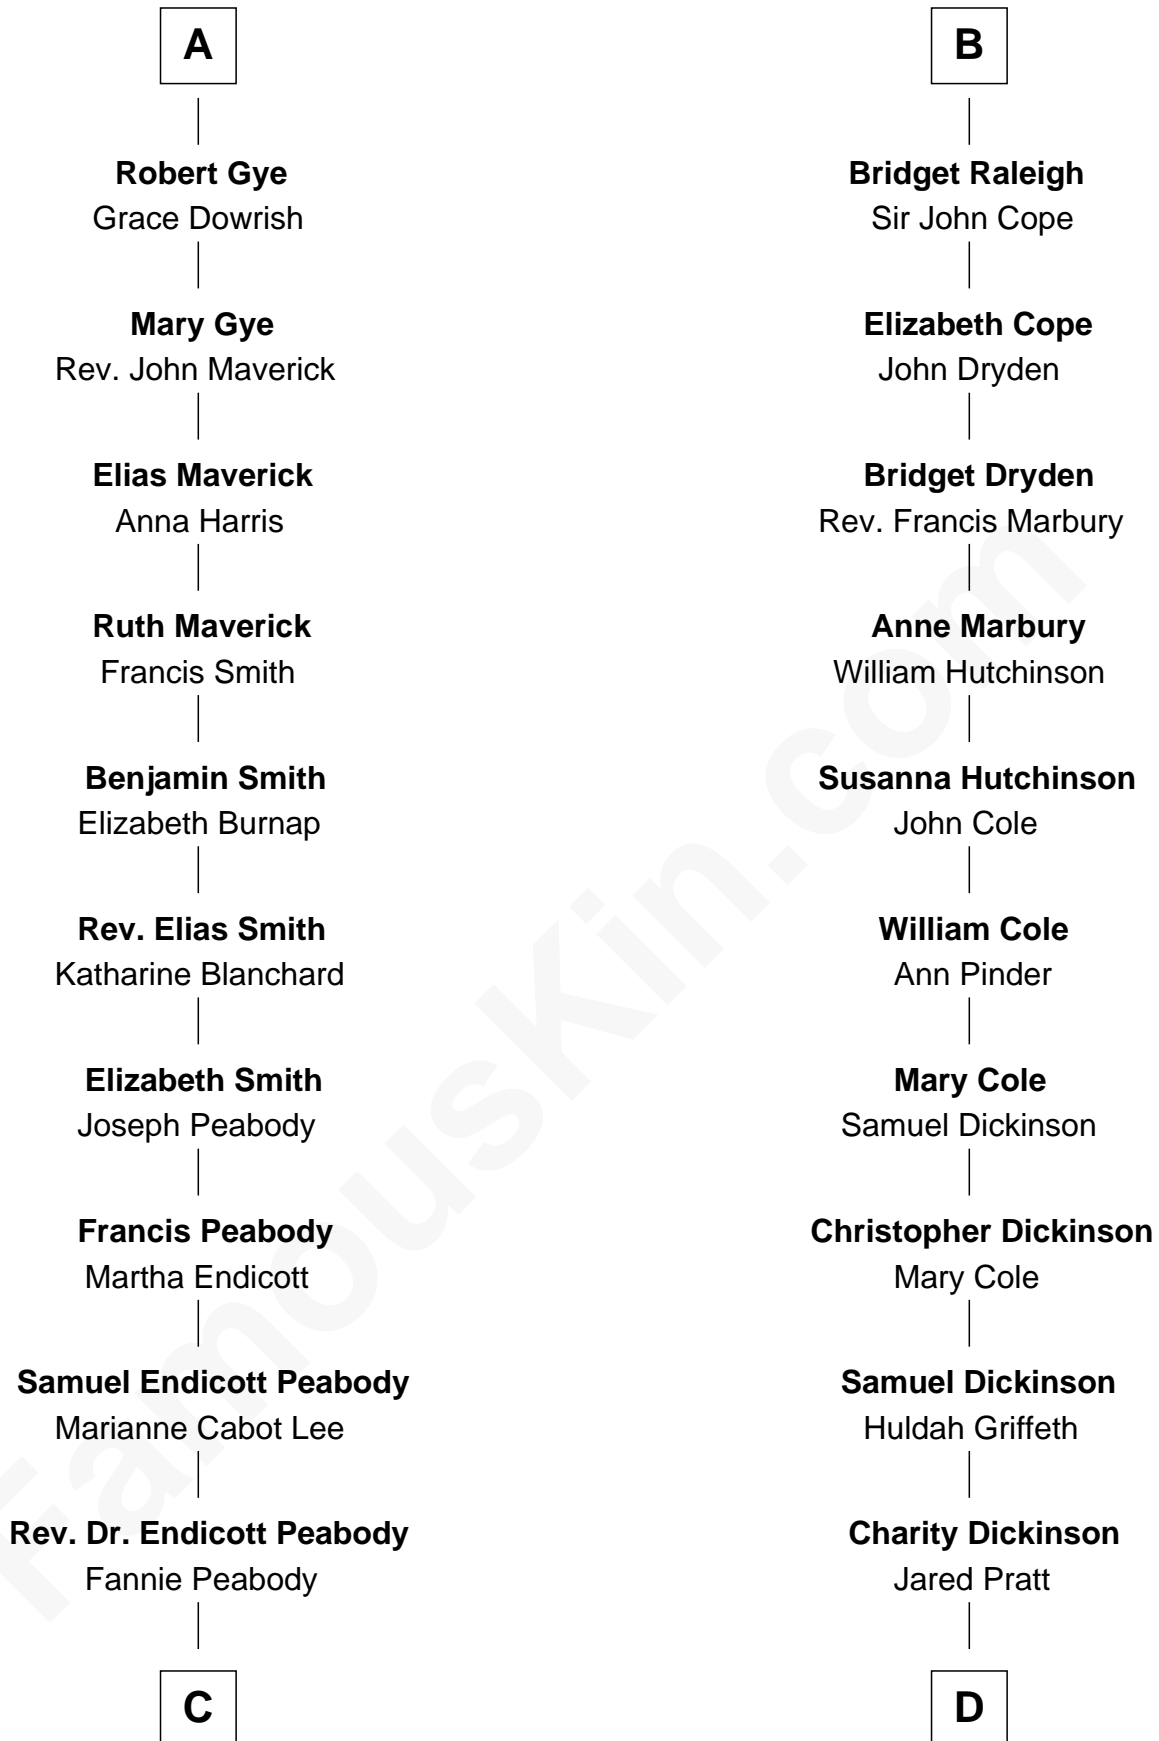 A
Robert Gye
Grace Dowrish
Mary Gye
Rev. John Maverick
Elias Maverick
Anna Harris
Ruth Maverick
Francis Smith
Benjamin Smith
Elizabeth Burnap
Rev. Elias Smith
Katharine Blanchard
Elizabeth Smith
Joseph Peabody
Francis Peabody
Martha Endicott
Samuel Endicott Peabody
Marianne Cabot Lee
Rev. Dr. Endicott Peabody
Fannie Peabody
C
B
Bridget Raleigh
Sir John Cope
Elizabeth Cope
John Dryden
Bridget Dryden
Rev. Francis Marbury
Anne Marbury
William Hutchinson
Susanna Hutchinson
John Cole
William Cole
Ann Pinder
Mary Cole
Samuel Dickinson
Christopher Dickinson
Mary Cole
Samuel Dickinson
Huldah Griffeth
Charity Dickinson
Jared Pratt
D
FamousKin.com